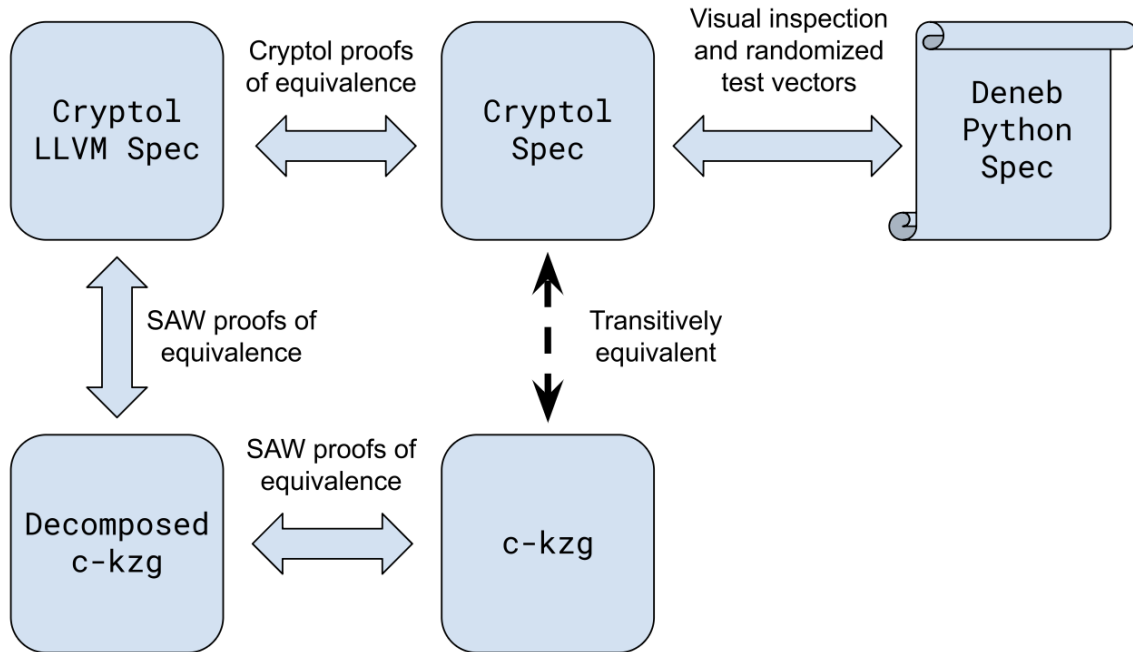 Cryptol
LLVM Spec
Cryptol proofs
of equivalence
Cryptol
Spec
Visual inspection
and randomized
test vectors
Deneb
Python
Spec
SAW proofs of
equivalence
Transitively
equivalent
Decomposed
c-kzg
SAW proofs of
equivalence
c-kzg